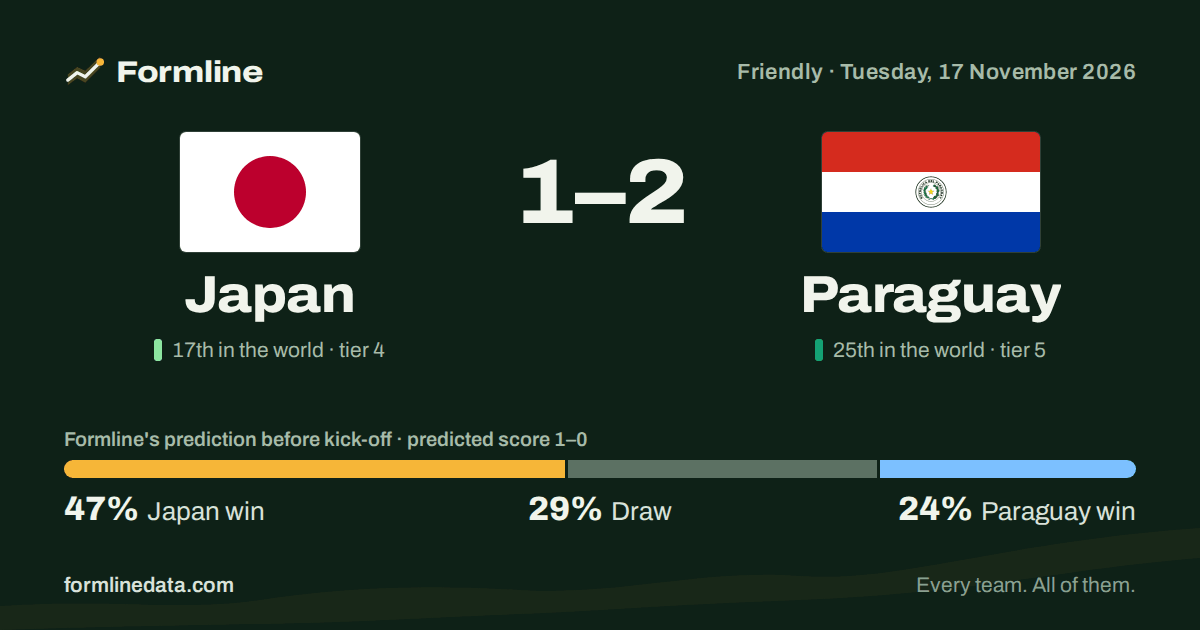 Formline
Friendly · Tuesday, 17 November 2026
1–2
Japan
Paraguay
17th in the world · tier 4
25th in the world · tier 5
Formline's prediction before kick-off · predicted score 1–0
47% Japan win
29% Draw
24% Paraguay win
formlinedata.com
Every team. All of them.